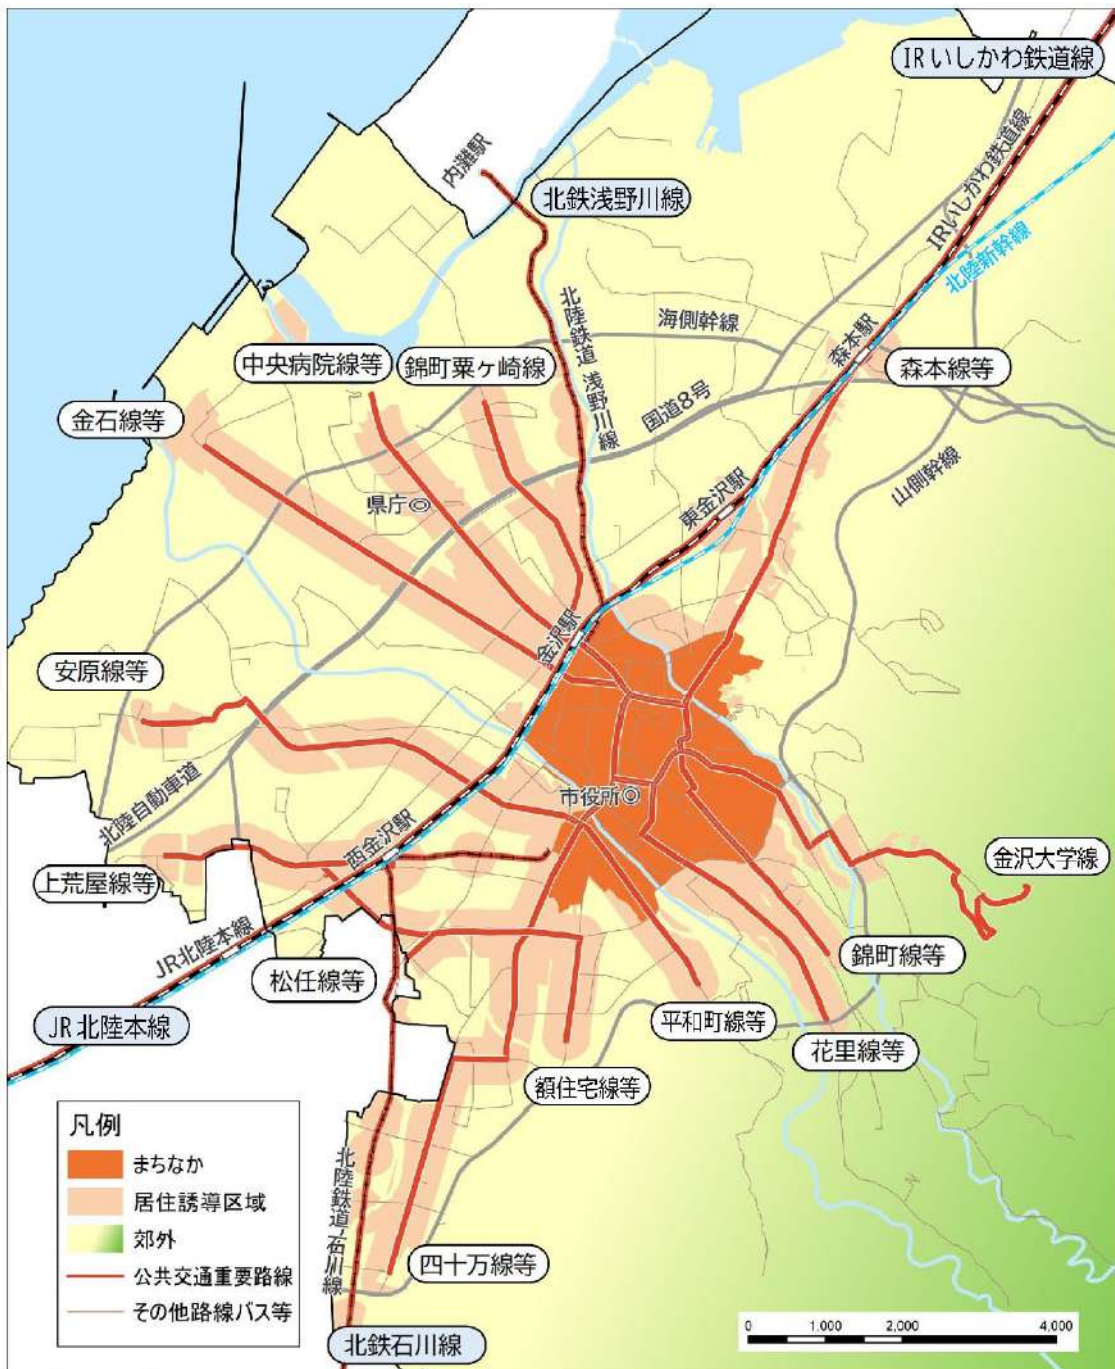 IRいしかわ鉄道線
内灘駅
北鉄浅野川線
IRいしかわ鉄道線
北陸新幹線
北陸鉄道 浅野川線
海側幹線
森本駅
中央病院線等
錦町粟ヶ崎線
森本線等
国道8号
金石線等
山側幹線
県庁◎
東金沢駅
金沢駅
安原線等
市役所◎
北陸自動車道
西金沢駅
上荒屋線等
金沢大学線
JR北陸本線
錦町線等
松任線等
JR北陸本線
平和町線等
花里線等
額住宅線等
凡例
まちなか
居住誘導区域
郊外
公共交通重要路線
その他路線バス等
北陸鉄道 石川線
四十万線等
北鉄石川線
0 1,000 2,000 4,000